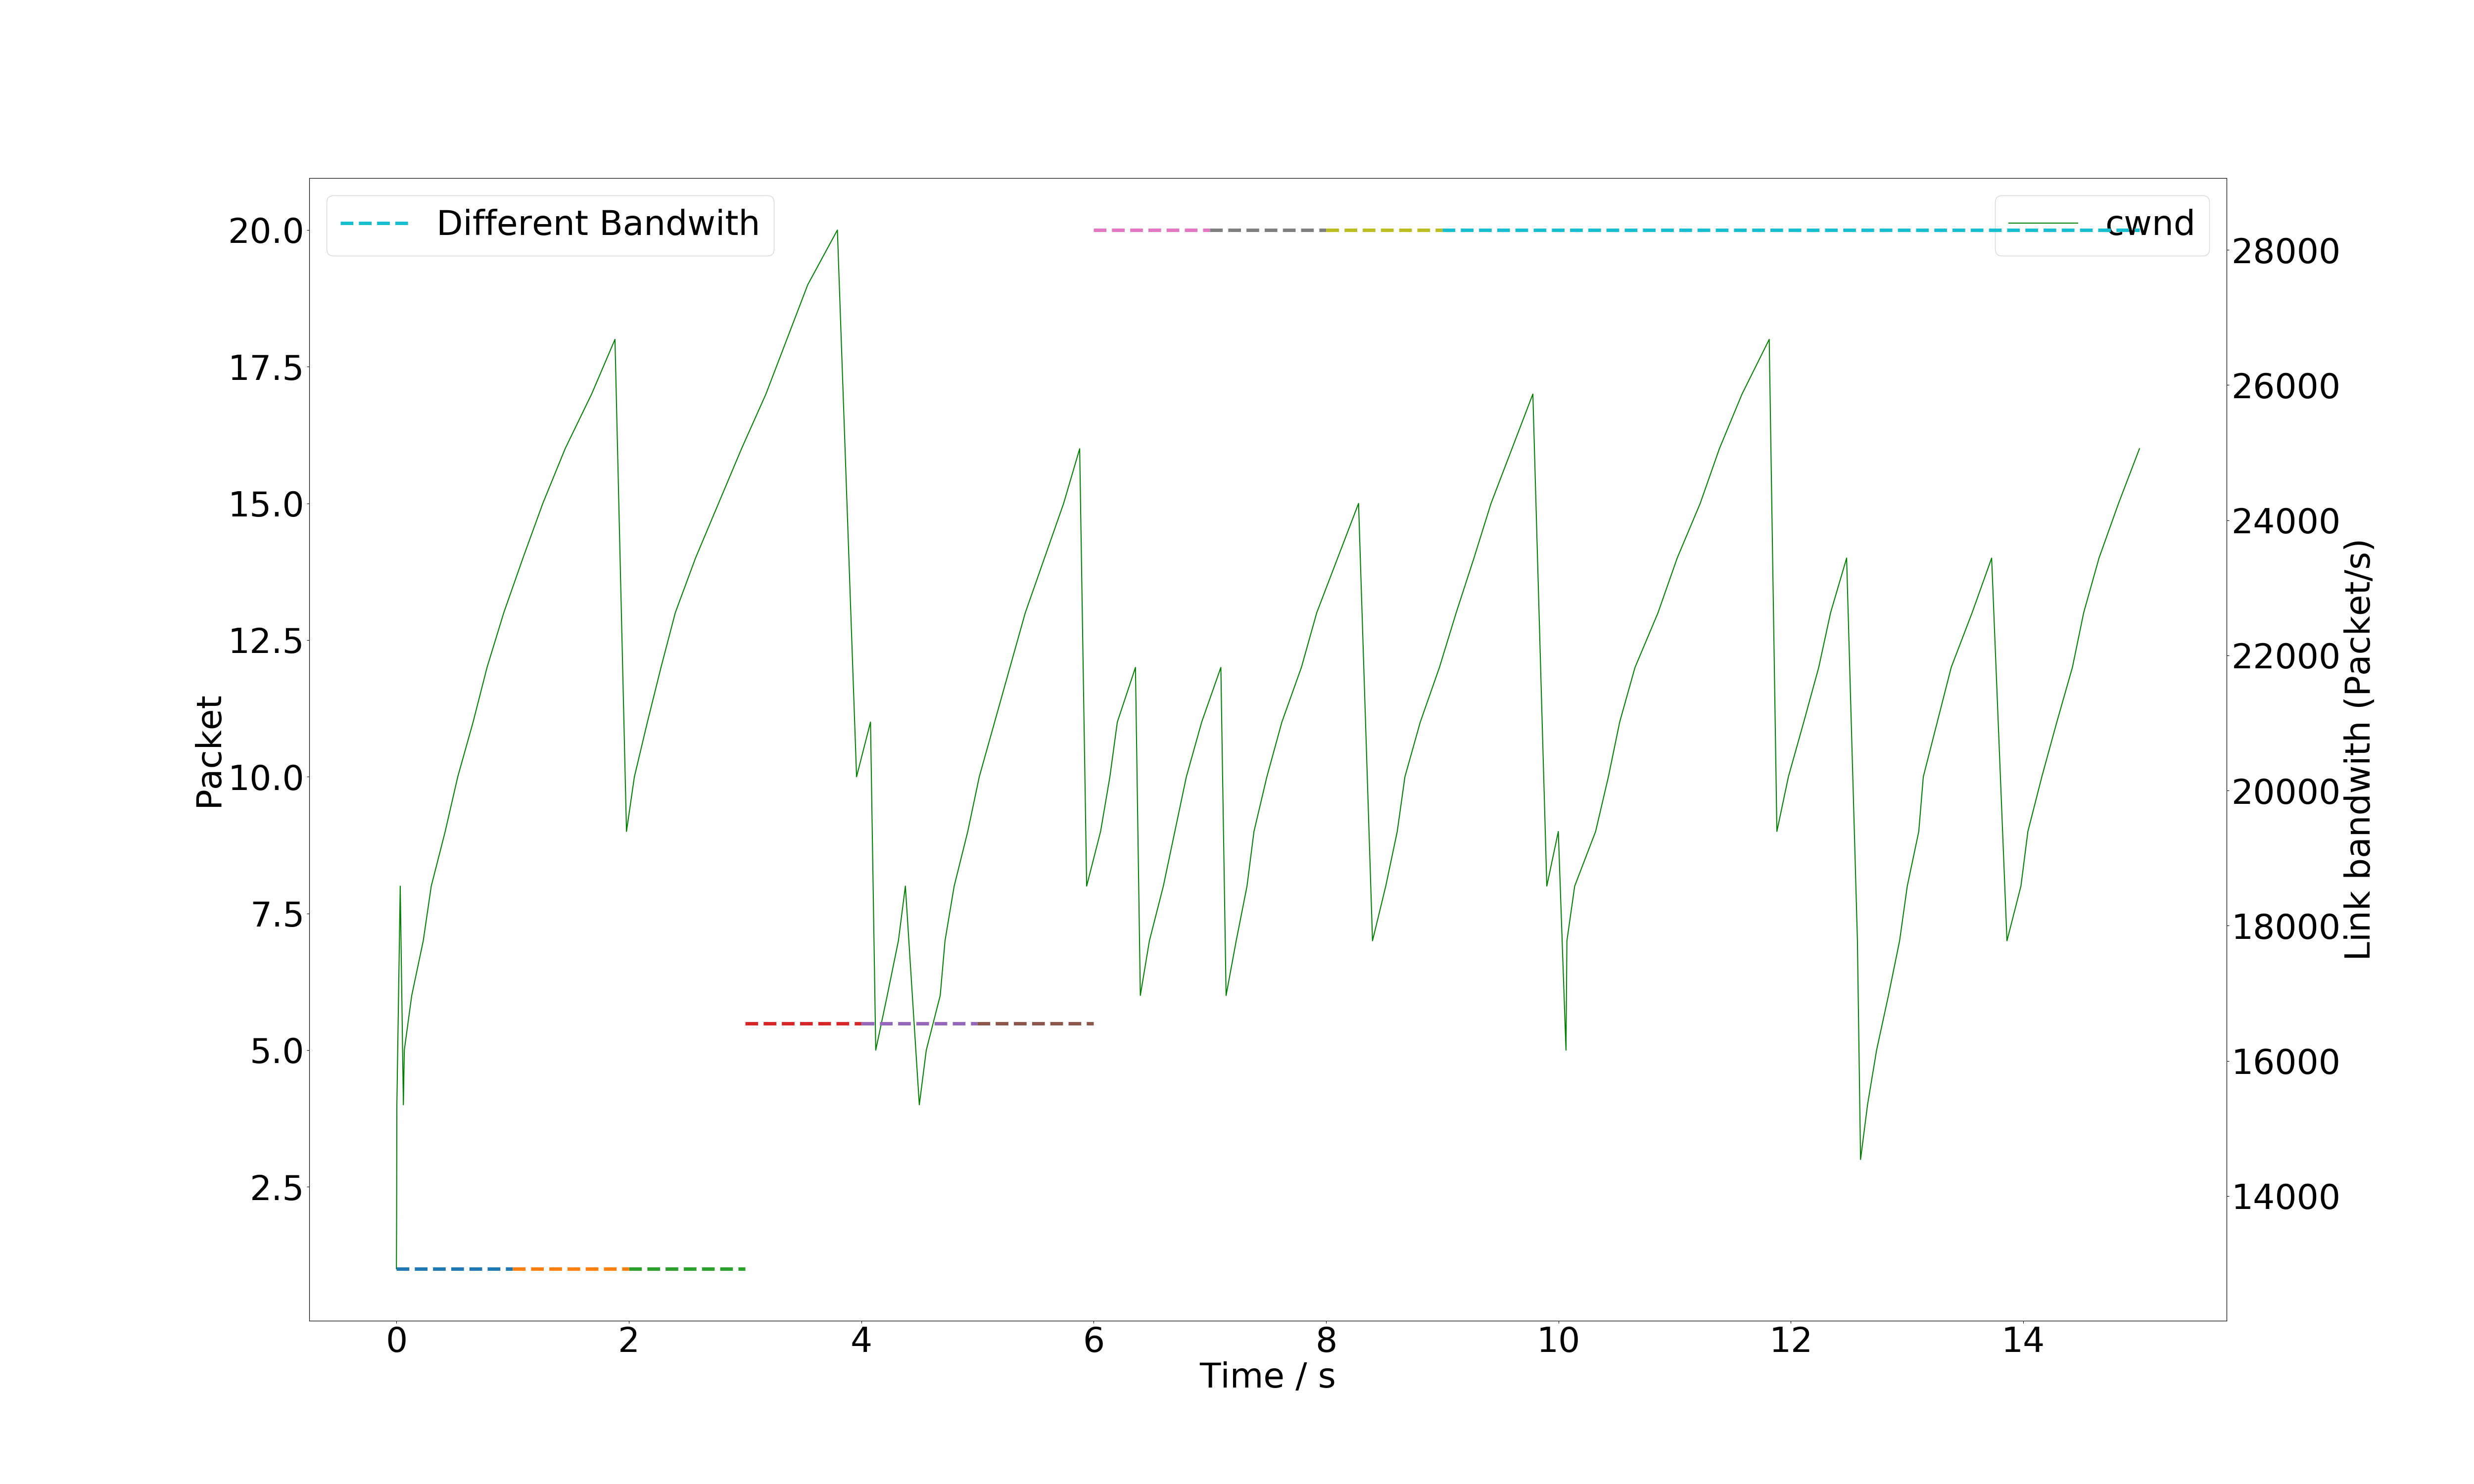 Different Bandwith
cwnd
20.0
17.5
15.0
12.5
10.0
7.5
5.0
2.5
Packet
28000
26000
24000
22000
20000
18000
16000
14000
Link bandwith (Packet/s)
0 2 4 6 8 10 12 14
Time / s